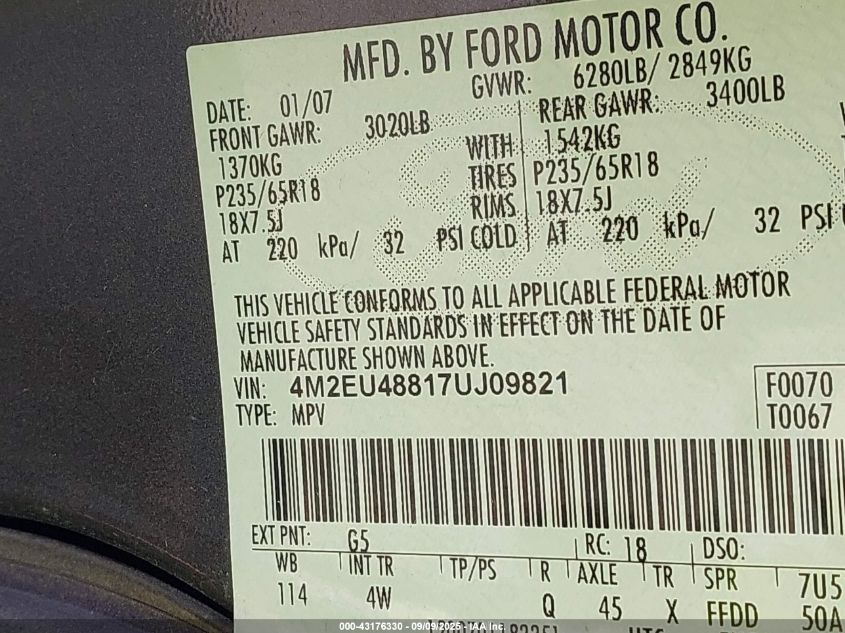 MFD. BY FORD MOTOR CO.
DATE: 01/07 GVWR: 6280LB/ 2849KG
FRONT GAWR: 3020LB REAR GAWR: 3400LB
1370KG WITH 1542KG
P235/65R18 TIRES P235/65R18
18X7.5J RIMS 18X7.5J
AT 220 kPa/ 32 PSI COLD AT 220 kPa/ 32 PSI
THIS VEHICLE CONFORMS TO ALL APPLICABLE FEDERAL MOTOR
VEHICLE SAFETY STANDARDS IN EFFECT ON THE DATE OF
MANUFACTURE SHOWN ABOVE.
VIN: 4M2EU48817UJ09821 F0070
TYPE: MPV T0067
EXT PNT: G5 RC: 18 DSO:
WB INT TR TP/PS R AXLE TR SPR 7U5
114 4W Q 45 X FFDD 50A
000-43176330 - 09/09/2025 - IAA Inc.